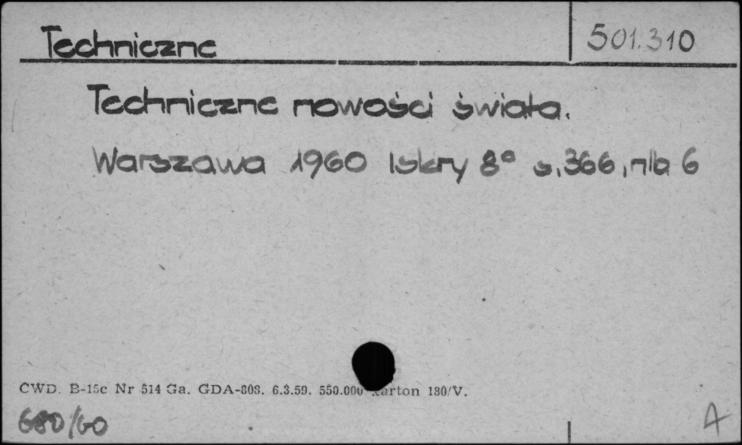 Techniczne 501.310
Techniczne nowości świata.
Warszawa 1960 Iskry 8° s. 366, nlb 6
CWD. B-15c Nr 514 Ga. GDA-808. 6.3.59. 550.000 karton 180/V.
680/60 A